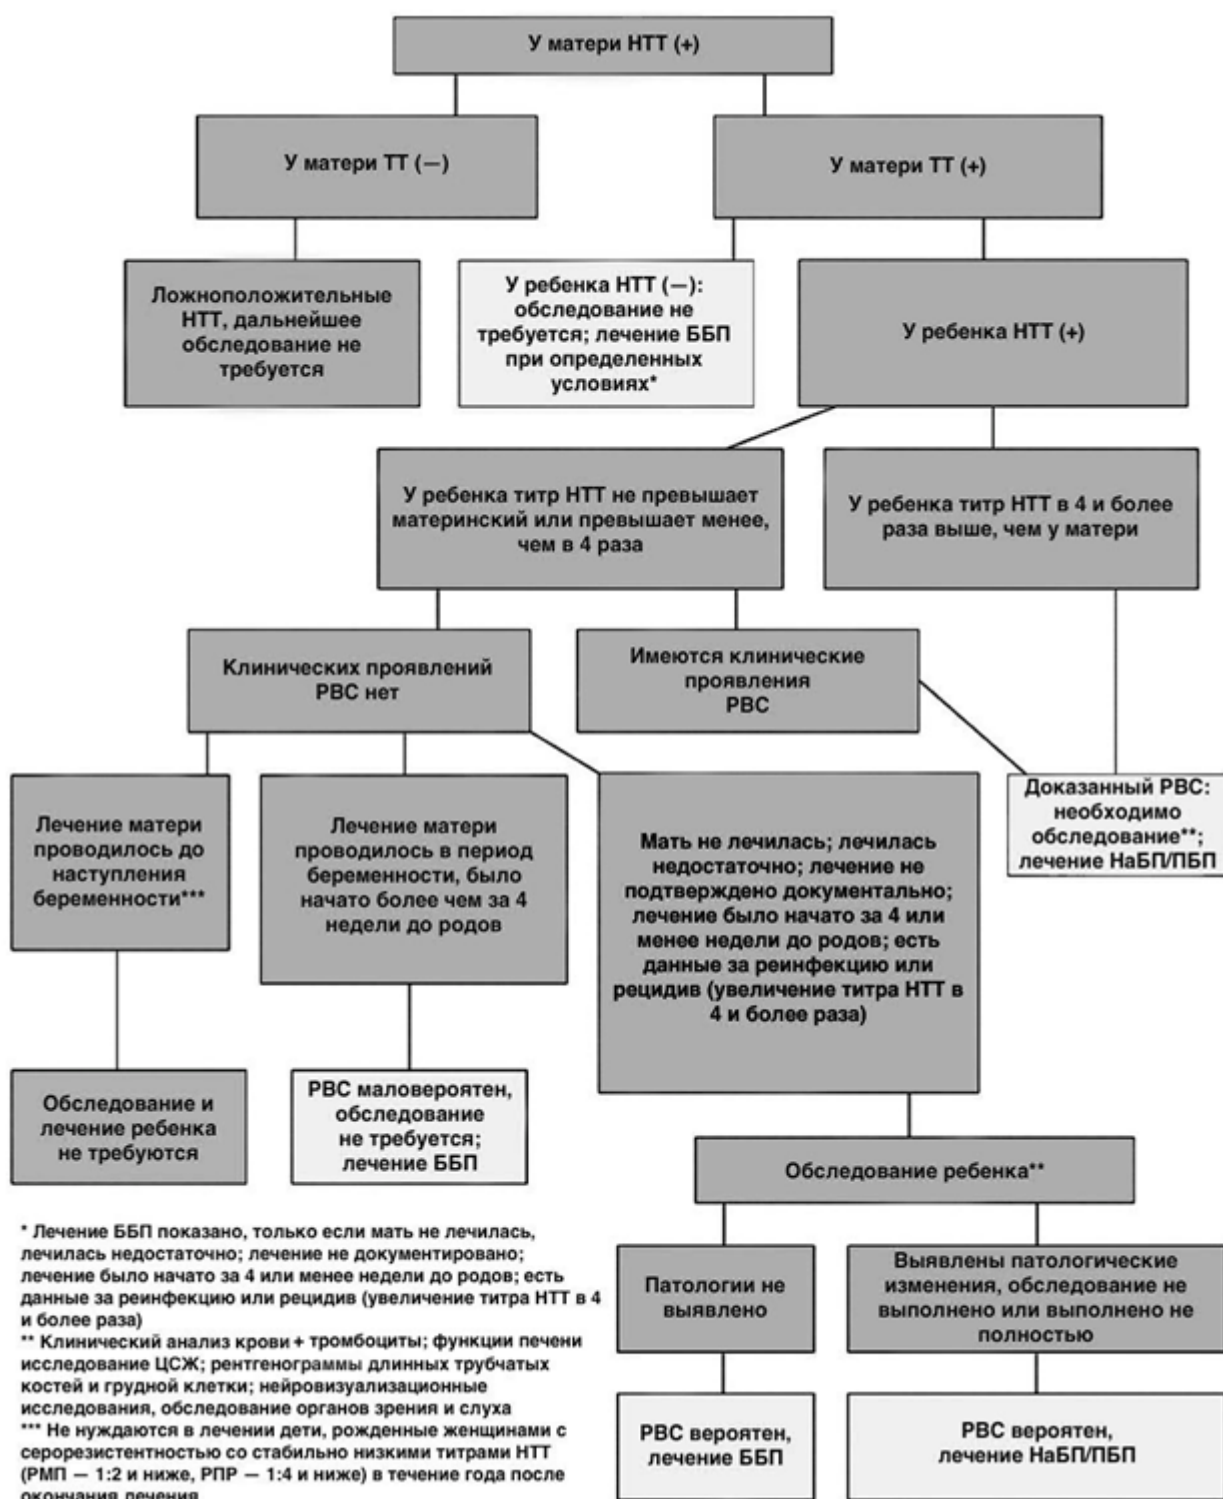 У матери НТТ (+)
У матери ТТ (—)
У матери ТТ (+)
Ложноположительные
НТТ, дальнейшее
обследование не
требуется
У ребенка НТТ (—):
обследование не
требуется; лечение ББП
при определенных
условиях*
У ребенка НТТ (+)
У ребенка титр НТТ не превышает
материнский или превышает менее,
чем в 4 раза
У ребенка титр НТТ в 4 и более
раза выше, чем у матери
Клинических проявлений
РВС нет
Имеются клинические
проявления
РВС
Лечение матери
проводилось до
наступления
беременности***
Лечение матери
проводилось в период
беременности, было
начато более чем за 4
недели до родов
Мать не лечилась; лечилась
недостаточно; лечение не
подтверждено документально;
лечение было начато за 4 или
менее недели до родов; есть
данные за реинфекцию или
рецидив (увеличение титра НТТ в
4 и более раза)
Доказанный РВС:
необходимо
обследование**;
лечение НаБП/ПБП
Обследование и
лечение ребенка
не требуются
РВС маловероятен,
обследование
не требуется;
лечение ББП
Обследование ребенка**
Патологии не
выявлено
Выявлены патологические
изменения, обследование не
выполнено или выполнено не
полностью
РВС вероятен,
лечение ББП
РВС вероятен,
лечение НаБП/ПБП
* Лечение ББП показано, только если мать не лечилась,
лечилась недостаточно; лечение не документировано;
лечение было начато за 4 или менее недели до родов; есть
данные за реинфекцию или рецидив (увеличение титра НТТ в 4
и более раза)
** Клинический анализ крови + тромбоциты; функции печени
исследование ЦСЖ; рентгенограммы длинных трубчатых
костей и грудной клетки; нейровизуализационные
исследования, обследование органов зрения и слуха
*** Не нуждаются в лечении дети, рожденные женщинами с
серорезистентностью со стабильно низкими титрами НТТ
(РМП — 1:2 и ниже, РПР — 1:4 и ниже) в течение года после
окончания лечения